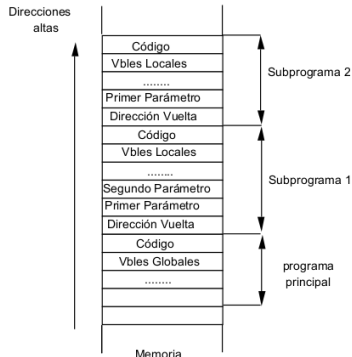 Direcciones
altas
Código
Vbles Locales
........
Primer Parámetro
Dirección Vuelta
Subprograma 2
Código
Vbles Locales
........
Segundo Parámetro
Primer Parámetro
Dirección Vuelta
Subprograma 1
Código
Vbles Globales
........
programa
principal
Memoria